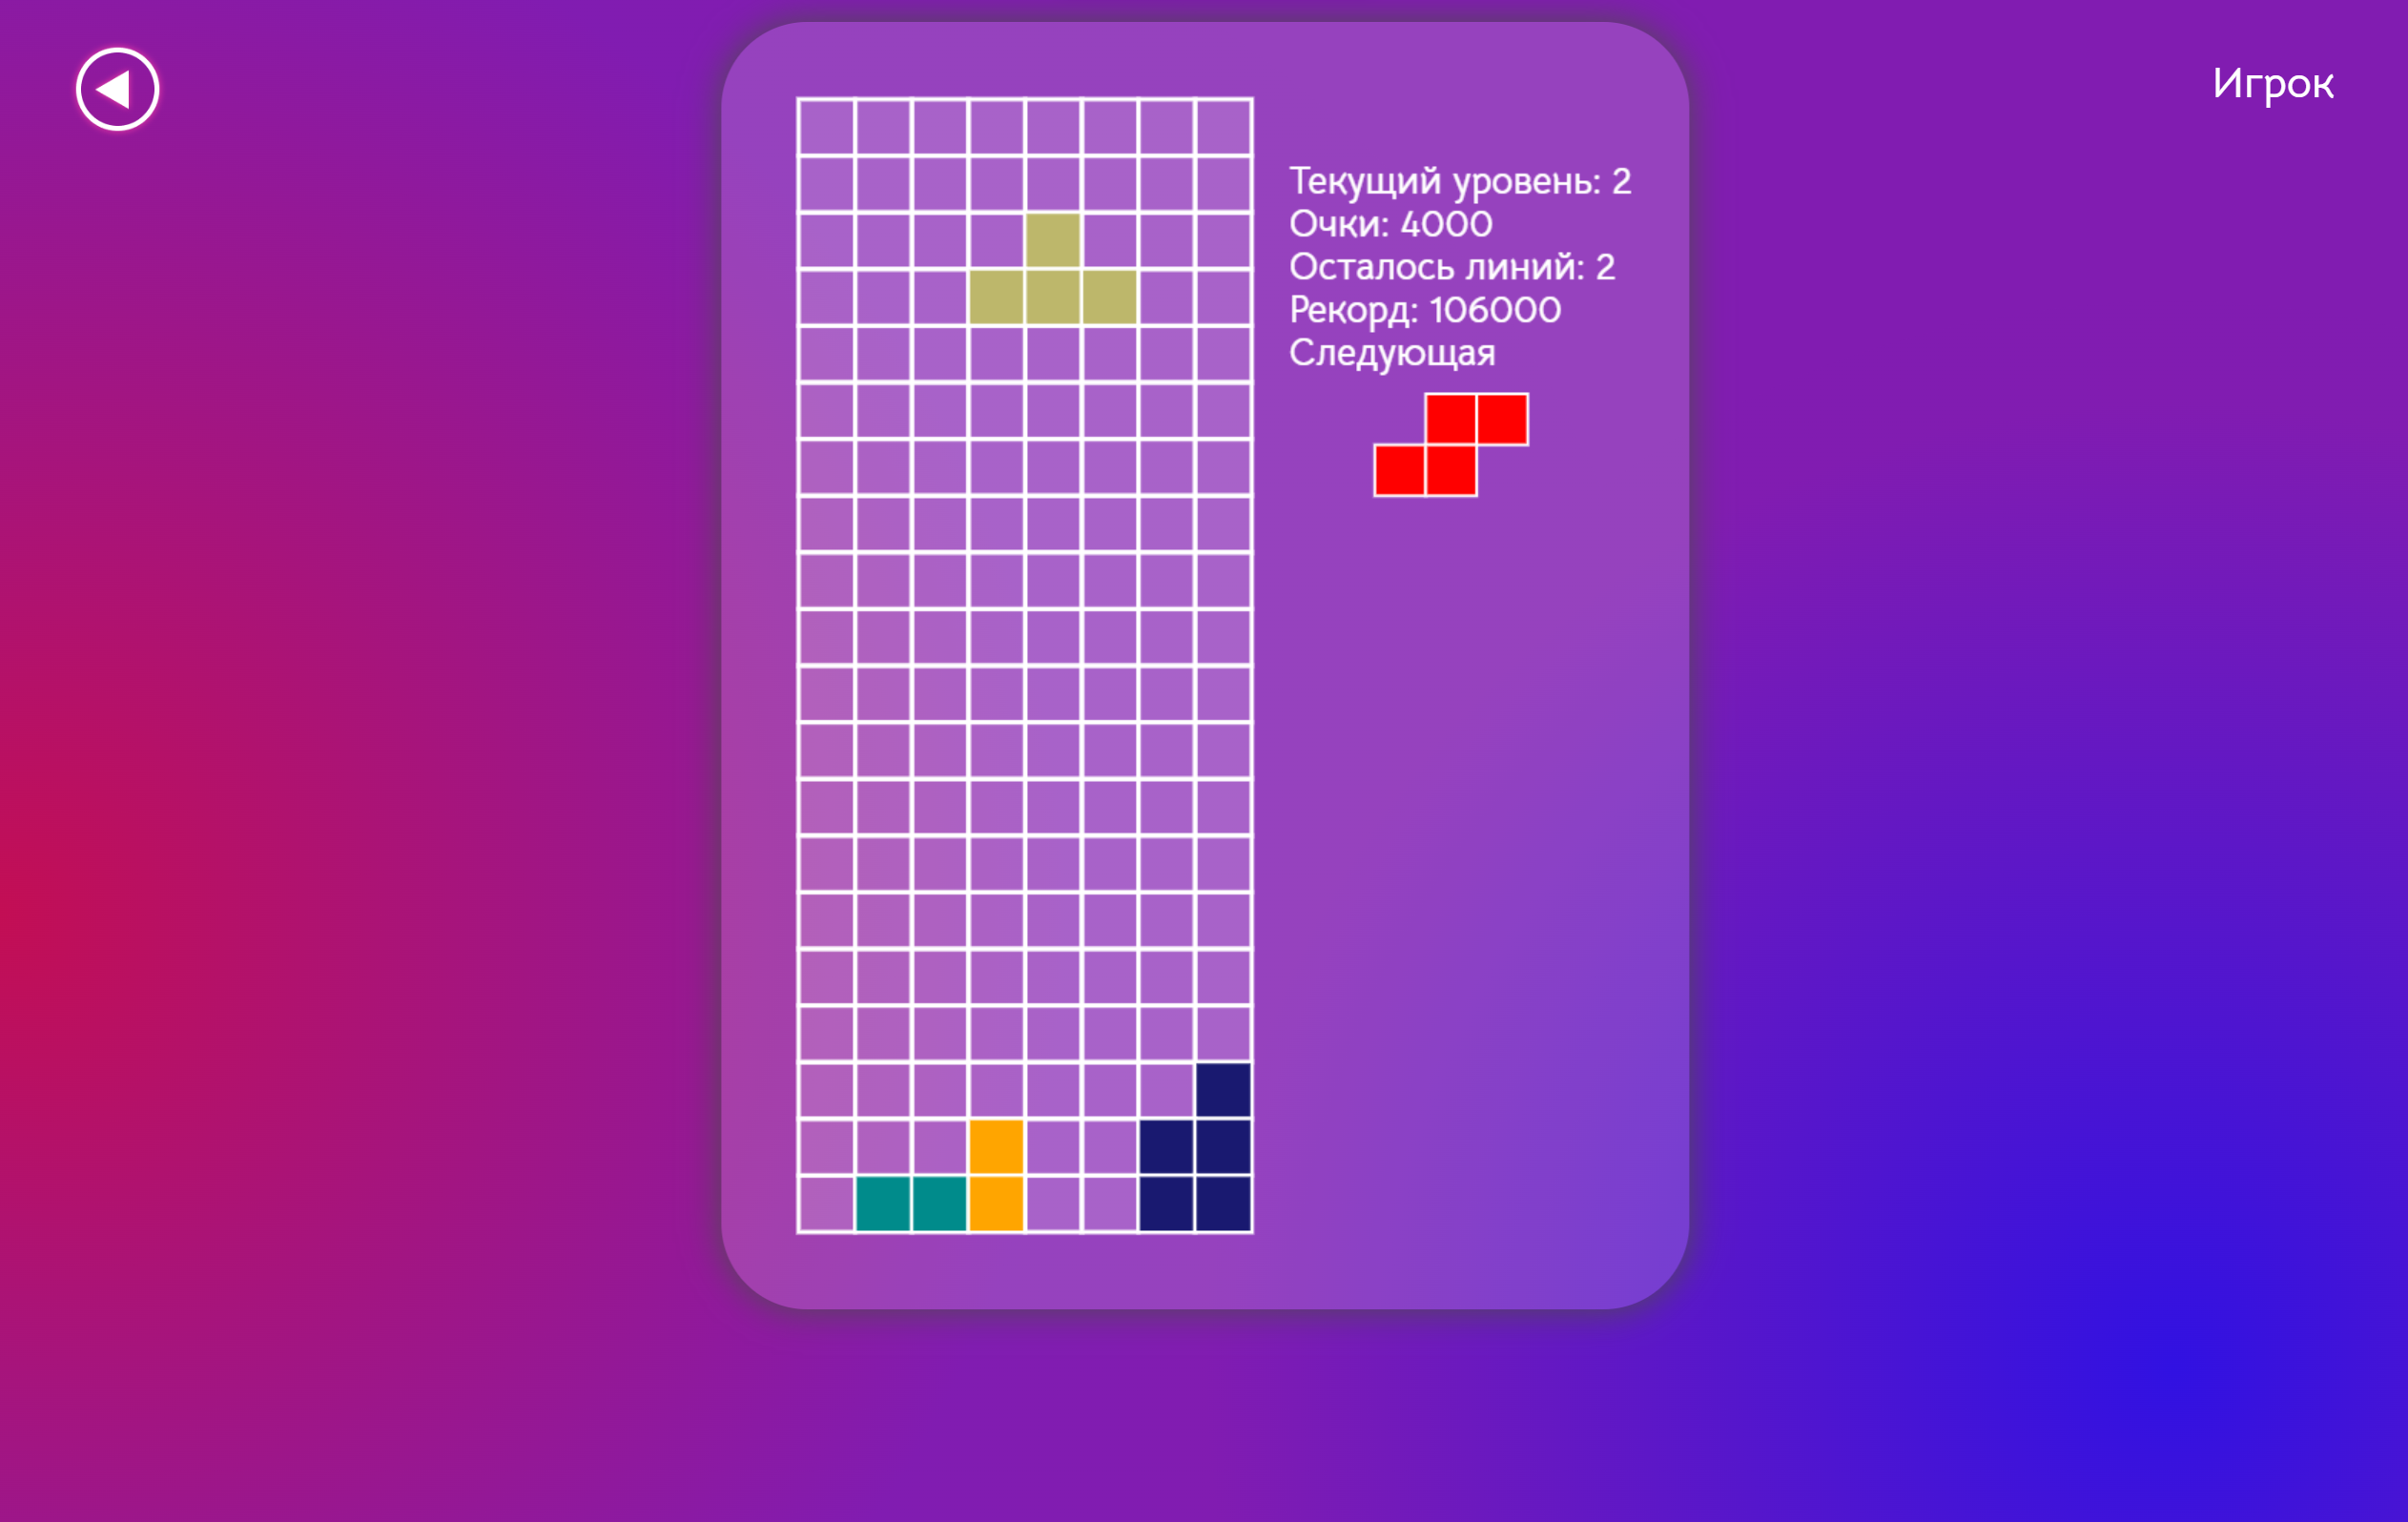 Игрок
Текущий уровень: 2
Очки: 4000
Осталось линий: 2
Рекорд: 106000
Следующая